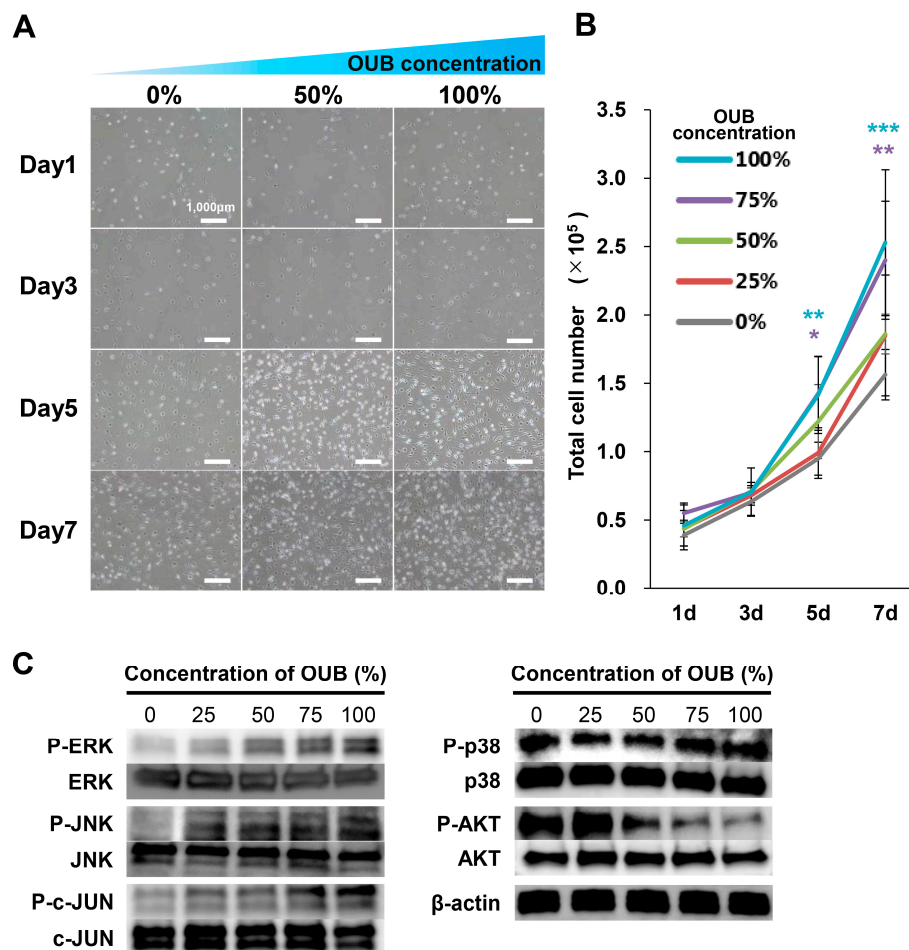 A
OUB concentration
0% 50% 100%
Day1
1,000μm
Day3
Day5
Day7
B
3.5
3.0
2.5
2.0
1.5
1.0
0.5
0.0
Total cell number (×10⁵)
OUB
concentration
100%
75%
50%
25%
0%
**
*
***
**
1d 3d 5d 7d
C
Concentration of OUB (%)
0 25 50 75 100
P-ERK
ERK
P-JNK
JNK
P-c-JUN
c-JUN
Concentration of OUB (%)
0 25 50 75 100
P-p38
p38
P-AKT
AKT
β-actin